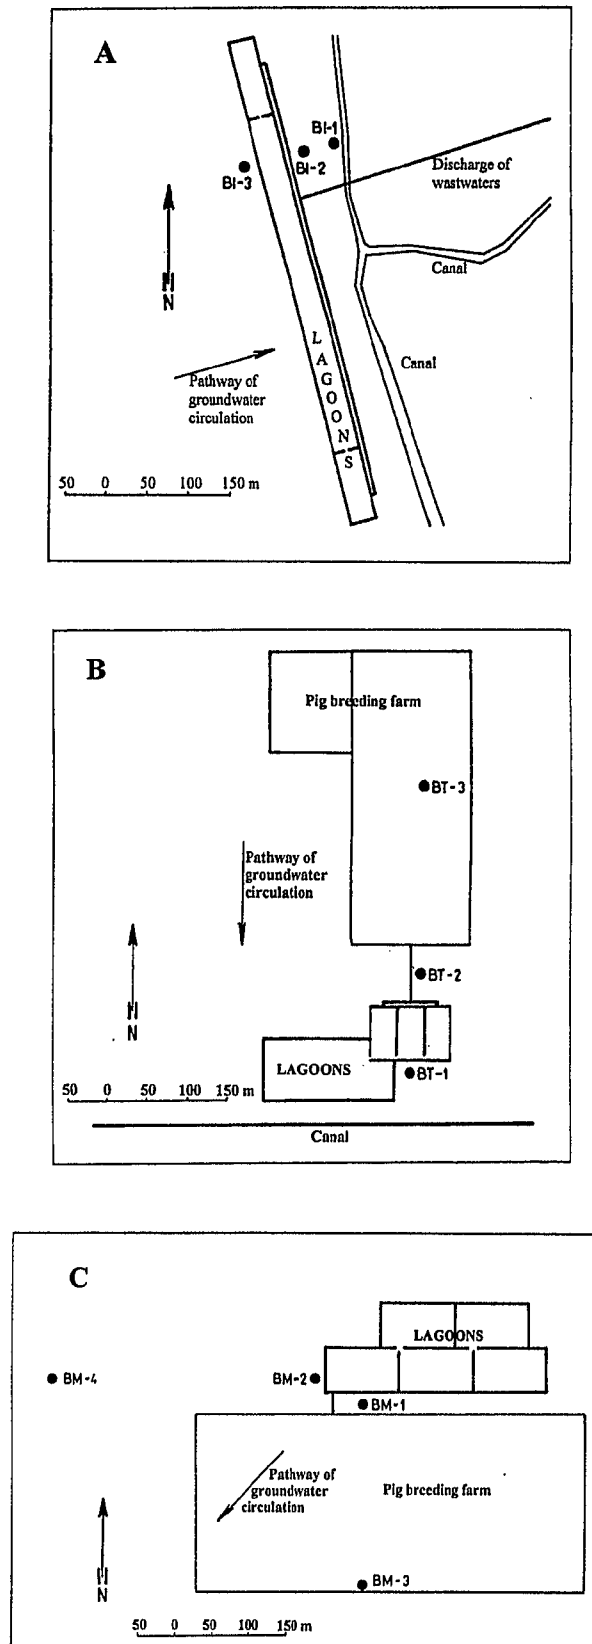 A
BI-1
BI-2
BI-3
Discharge of
wastwaters
N
Canal
LAGOONS
Canal
Pathway of
groundwater
circulation
50 0 50 100 150 m
B
Pig breeding farm
BT-3
Pathway of
groundwater
circulation
BT-2
N
LAGOONS
BT-1
50 0 50 100 150 m
Canal
C
LAGOONS
BM-4
BM-2
BM-1
Pathway of
groundwater
circulation
Pig breeding farm
N
BM-3
50 0 50 100 150 m